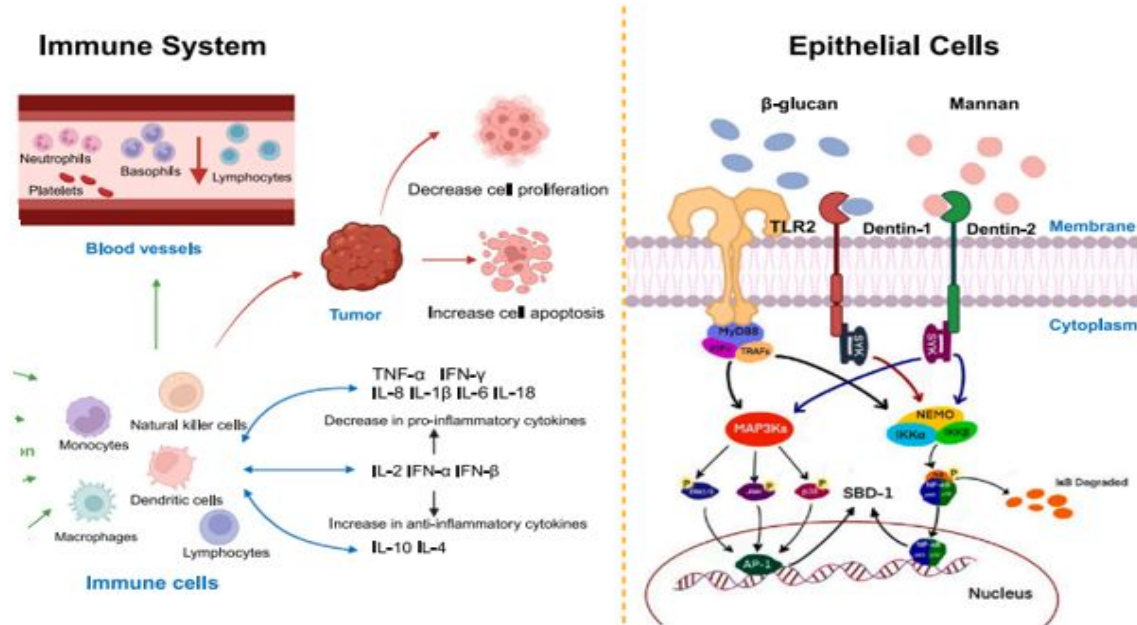 Immune System
Neutrophils
Basophils
Lymphocytes
Platelets
Blood vessels
Decrease cell proliferation
Tumor
Increase cell apoptosis
TNF-α IFN-γ
IL-8 IL-1β IL-6 IL-18
Decrease in pro-inflammatory cytokines
Natural killer cells
Monocytes
IL-2 IFN-α IFN-β
Dendritic cells
Macrophages
Lymphocytes
Increase in anti-inflammatory cytokines
IL-10 IL-4
Immune cells
Epithelial Cells
β-glucan
Mannan
TLR2
Dentin-1
Dentin-2
Membrane
Cytoplasm
MyD88
TRAFs
SYK
SYK
MAP3Ks
NEMO
IKKα
IKKβ
P
P
P
P
JNK
p38
SBD-1
IκB Degraded
AP-1
Nucleus